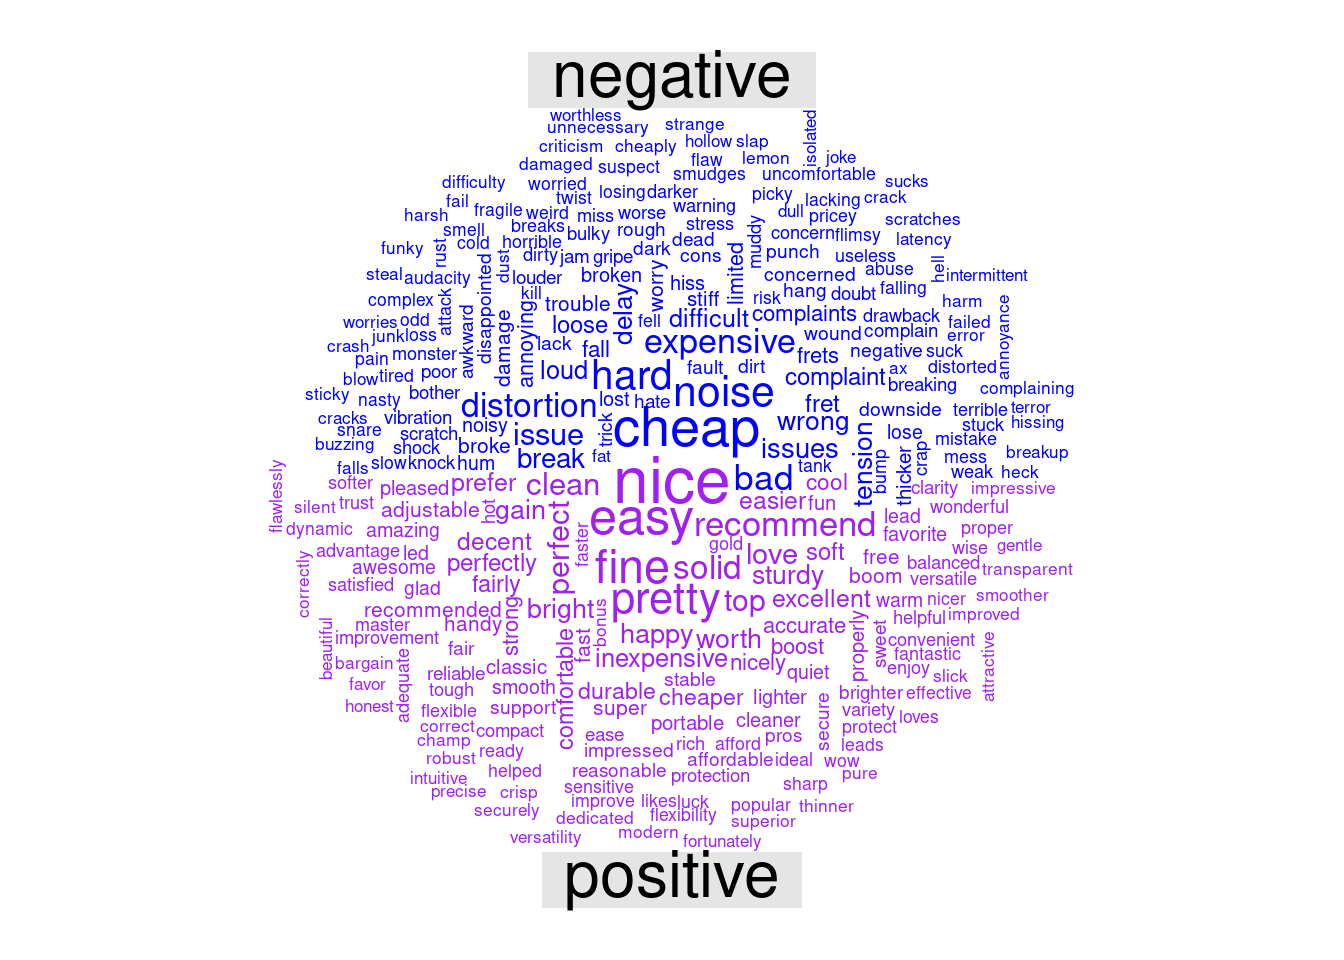 negative
worthless
unnecessary strange
isolated
criticism cheaply hollow slap
damaged suspect flaw lemon joke
smudges uncomfortable
difficulty worried losing darker picky sucks
fail twist lacking crack
harsh fragile weird miss worse warning dull pricey scratches
smell breaks bulky rough stress muddy concern flimsy latency
funky rust cold horrible dirty jam gripe dark dead cons limited punch useless hell
steal audacity disappointed dust louder broken worry hiss concerned abuse intermittent
complex attack kill trouble delay stiff risk hang doubt falling harm
worries odd awkward damage annoying loose fell difficult complaints drawback failed annoyance
crash junk loss lack fall expensive wound complain error
pain monster frets negative suck
blow tired poor loud hard noise fault dirt complaint ax distorted
sticky nasty bother distortion lost hate fret breaking complaining
cracks vibration noisy issue trick cheap wrong downside terrible terror
snare scratch tension lose stuck hissing
buzzing shock broke break fat issues bump thicker crap mistake breakup
falls slow knock hum nice bad tank mess weak heck
flawlessly softer pleased prefer clean easier cool clarity impressive
silent trust adjustable hot gain perfect easy fun lead wonderful
dynamic amazing decent faster recommend favorite proper
advantage led gold love soft free wise gentle
correctly awesome perfectly fine solid sturdy boom balanced transparent
satisfied glad fairly versatile
recommended strong bright pretty top excellent warm nicer smoother
beautiful master handy fast bonus happy worth accurate properly sweet helpful improved
improvement fair comfortable boost convenient
bargain adequate reliable classic inexpensive nicely quiet fantastic attractive
favor tough smooth durable stable enjoy slick
honest flexible support super cheaper lighter secure brighter effective
correct compact portable cleaner variety loves
champ ready ease rich afford pros protect
robust impressed affordable ideal wow leads
intuitive helped reasonable protection pure
precise crisp sensitive sharp
securely improve likes luck popular thinner
dedicated flexibility superior
versatility modern fortunately
positive